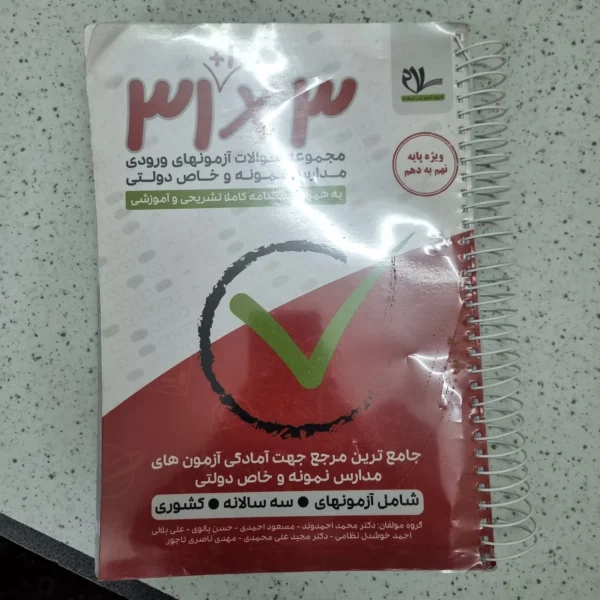 سلام
۳۱ و ۳
+۱
مجموعه سوالات آزمونهای ورودی
مدارس نمونه و خاص دولتی
به همراه پاسخنامه کاملا تشریحی و آموزشی
ویژه پایه
نهم به دهم
جامع ترین مرجع جهت آمادگی آزمون های
مدارس نمونه و خاص دولتی
شامل آزمونهای ● سه سالانه ● کشوری
گروه مولفان: دکتر محمد احمدوند - مسعود احمدی - حسن بالوی - علی بلالی
احمد خوشدل نظامی - دکتر مجید علی محمدی - مهدی ناصری تاجور